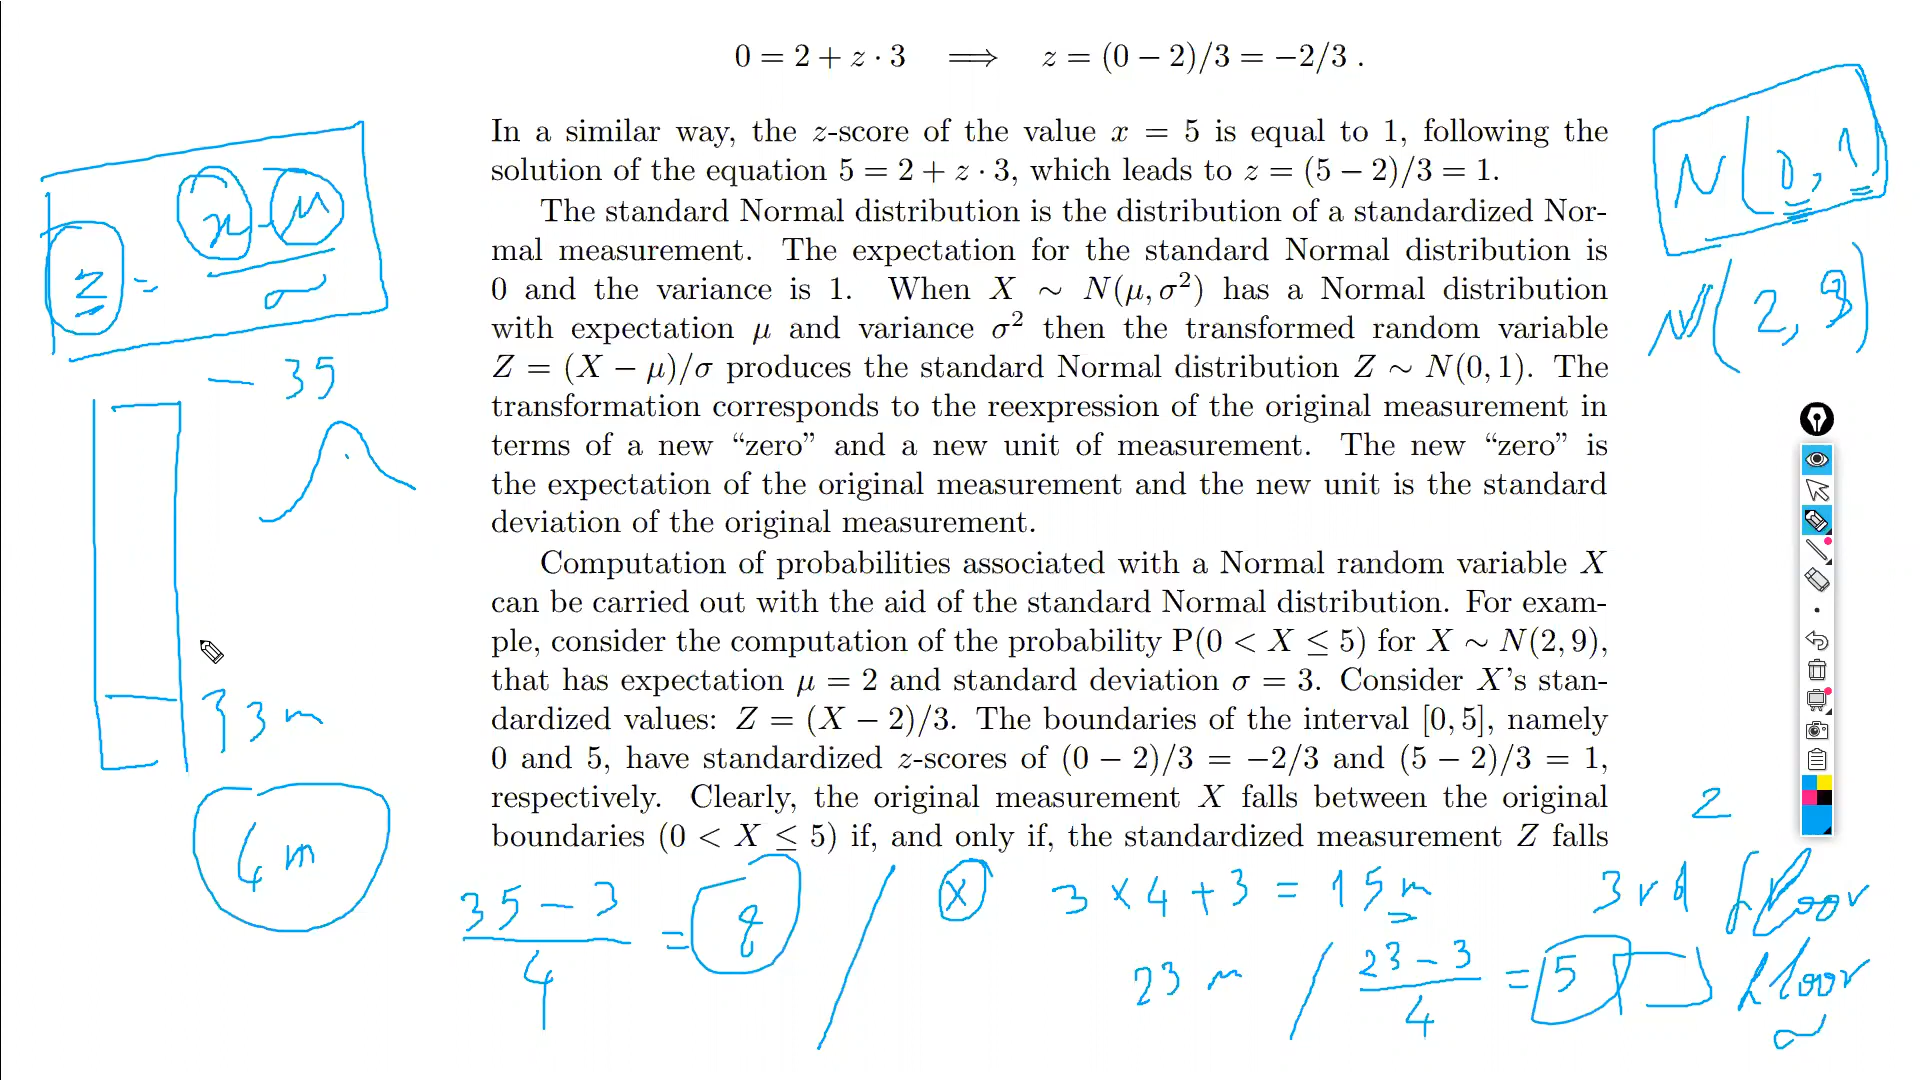 0 = 2 + z · 3 ⟹ z = (0 − 2)/3 = −2/3 .
In a similar way, the z-score of the value x = 5 is equal to 1, following the
solution of the equation 5 = 2 + z · 3, which leads to z = (5 − 2)/3 = 1.
The standard Normal distribution is the distribution of a standardized Nor-
mal measurement. The expectation for the standard Normal distribution is
0 and the variance is 1. When X ∼ N(μ, σ²) has a Normal distribution
with expectation μ and variance σ² then the transformed random variable
Z = (X − μ)/σ produces the standard Normal distribution Z ∼ N(0, 1). The
transformation corresponds to the reexpression of the original measurement in
terms of a new “zero” and a new unit of measurement. The new “zero” is
the expectation of the original measurement and the new unit is the standard
deviation of the original measurement.
Computation of probabilities associated with a Normal random variable X
can be carried out with the aid of the standard Normal distribution. For exam-
ple, consider the computation of the probability P(0 < X ≤ 5) for X ∼ N(2, 9),
that has expectation μ = 2 and standard deviation σ = 3. Consider X’s stan-
dardized values: Z = (X − 2)/3. The boundaries of the interval [0, 5], namely
0 and 5, have standardized z-scores of (0 − 2)/3 = −2/3 and (5 − 2)/3 = 1,
respectively. Clearly, the original measurement X falls between the original
boundaries (0 < X ≤ 5) if, and only if, the standardized measurement Z falls
z = x - μ
σ
— 35
3 m
4 m
N(0, 1)
2
35 - 3
4
= 8
X
3 × 4 + 3 = 15 m
3rd floor
23 m
23 - 3
4
= 5
floor
σ